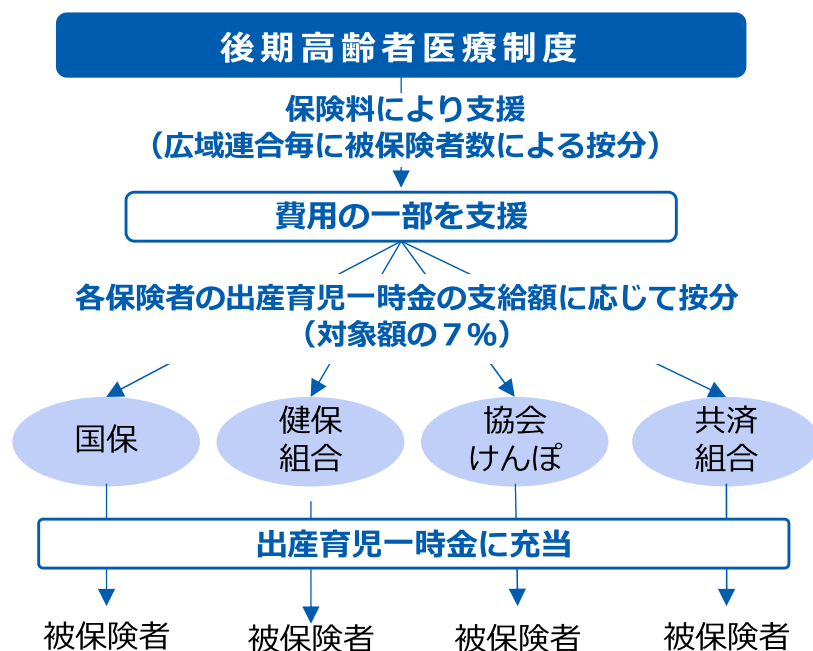 後期高齢者医療制度
保険料により支援
（広域連合毎に被保険者数による按分）
費用の一部を支援
各保険者の出産育児一時金の支給額に応じて按分
（対象額の７％）
国保
健保
組合
協会
けんぽ
共済
組合
出産育児一時金に充当
被保険者
被保険者
被保険者
被保険者